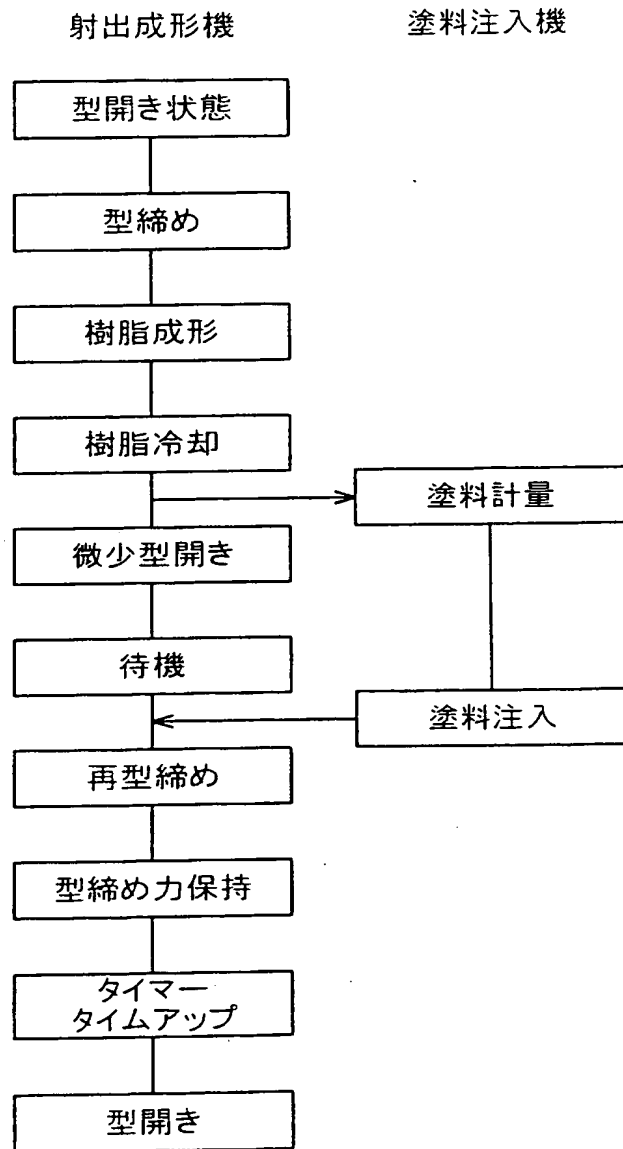 射出成形機
塗料注入機
型開き状態
型締め
樹脂成形
樹脂冷却
塗料計量
微少型開き
待機
塗料注入
再型締め
型締め力保持
タイマー
タイムアップ
型開き